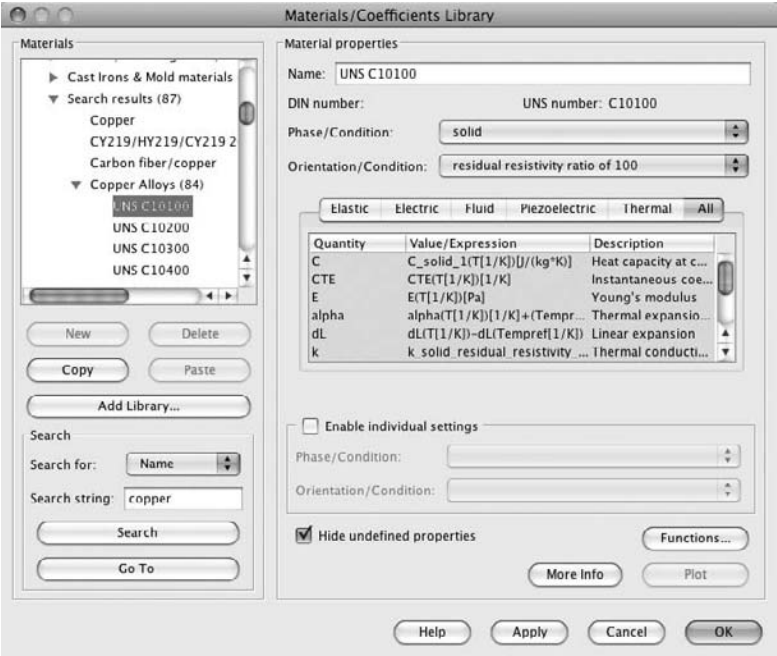 Materials/Coefficients Library
Materials
Cast Irons & Mold materials
Search results (87)
Copper
CY219/HY219/CY219 2
Carbon fiber/copper
Copper Alloys (84)
UNS C10100
UNS C10200
UNS C10300
UNS C10400
New Delete
Copy Paste
Add Library...
Search
Search for: Name
Search string: copper
Search
Go To
Material properties
Name: UNS C10100
DIN number: UNS number: C10100
Phase/Condition: solid
Orientation/Condition: residual resistivity ratio of 100
Elastic Electric Fluid Piezoelectric Thermal All
Quantity Value/Expression Description
C C_solid_1(T[1/K])[J/(kg*K)] Heat capacity at c...
CTE CTE(T[1/K])[1/K] Instantaneous coe...
E E(T[1/K])[Pa] Young's modulus
alpha alpha(T[1/K])[1/K]+(Tempr... Thermal expansio...
dL dL(T[1/K])-dL(Tempref[1/K]) Linear expansion
k k_solid_residual_resistivity_... Thermal conducti...
Enable individual settings
Phase/Condition:
Orientation/Condition:
Hide undefined properties
Functions...
More Info Plot
Help Apply Cancel OK